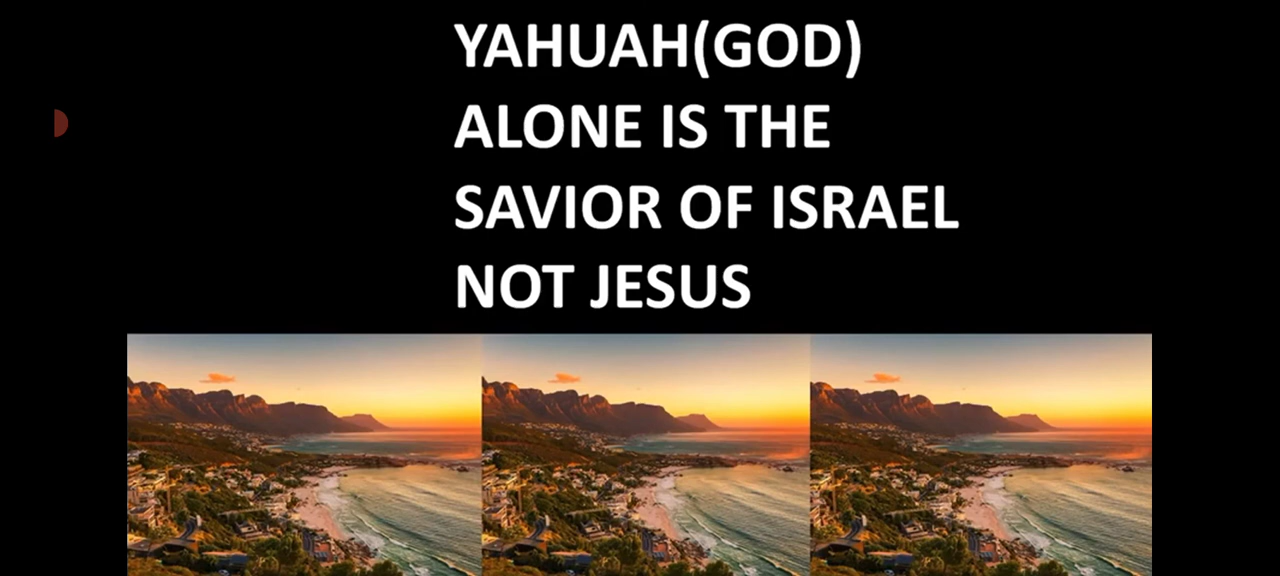 YAHUAH(GOD)
ALONE IS THE
SAVIOR OF ISRAEL
NOT JESUS